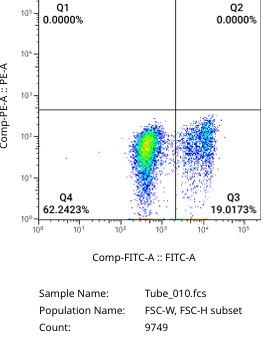 Q1
0.0000%
Q2
0.0000%
10⁵
10⁴
10³
10²
10¹
10⁰
Comp-PE-A :: PE-A
Q4
62.2423%
Q3
19.0173%
10⁰ 10¹ 10² 10³ 10⁴ 10⁵
Comp-FITC-A :: FITC-A
Sample Name: Tube_010.fcs
Population Name: FSC-W, FSC-H subset
Count: 9749